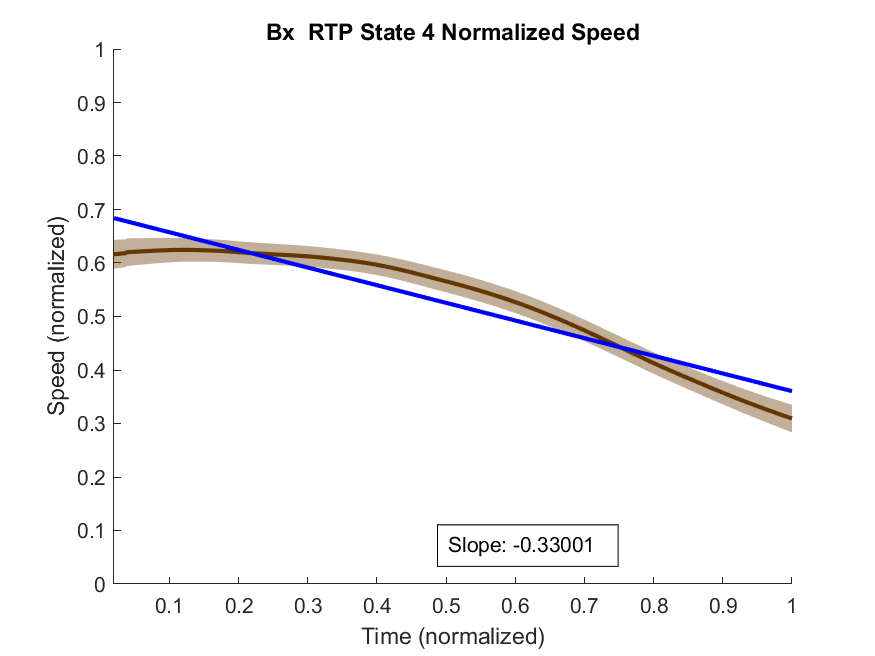 Bx  RTP State 4 Normalized Speed
1
0.9
0.8
0.7
0.6
0.5
0.4
0.3
0.2
0.1
0
Speed (normalized)
Slope: -0.33001
0.1 0.2 0.3 0.4 0.5 0.6 0.7 0.8 0.9 1
Time (normalized)